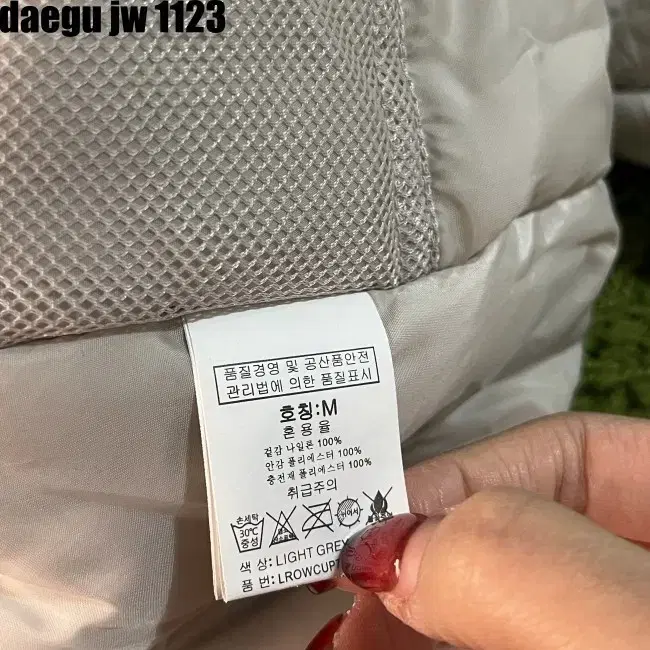 daegu jw 1123
품질경영 및 공산품안전
관리법에 의한 품질표시
호칭:M
혼용율
겉감 나일론 100%
안감 폴리에스터 100%
충전재 폴리에스터 100%
취급주의
손세탁
30℃
중성
색 상: LIGHT GREY
품 번: